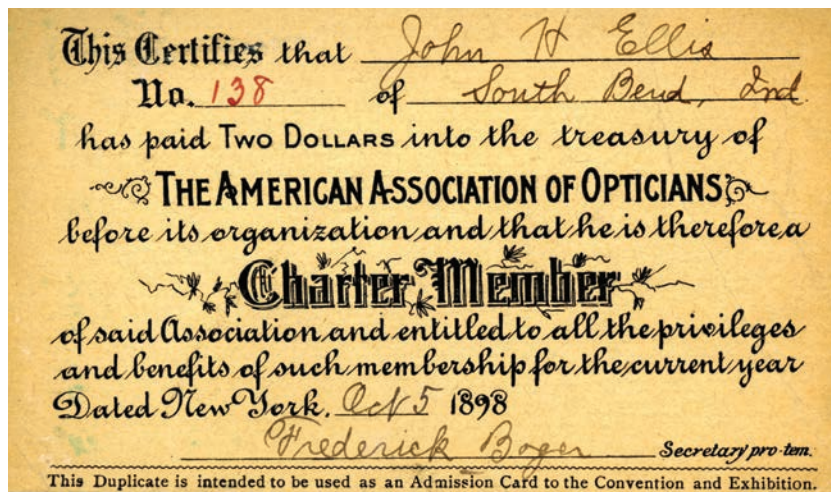 This Certifies that John H Ellis
No. 138 of South Bend, Ind.
has paid Two Dollars into the treasury of
The American Association of Opticians
before its organization and that he is therefore a
Charter Member
of said Association and entitled to all the privileges
and benefits of such membership for the current year
Dated New York, Oct 5 1898
Frederick Boger Secretary pro-tem.
This Duplicate is intended to be used as an Admission Card to the Convention and Exhibition.